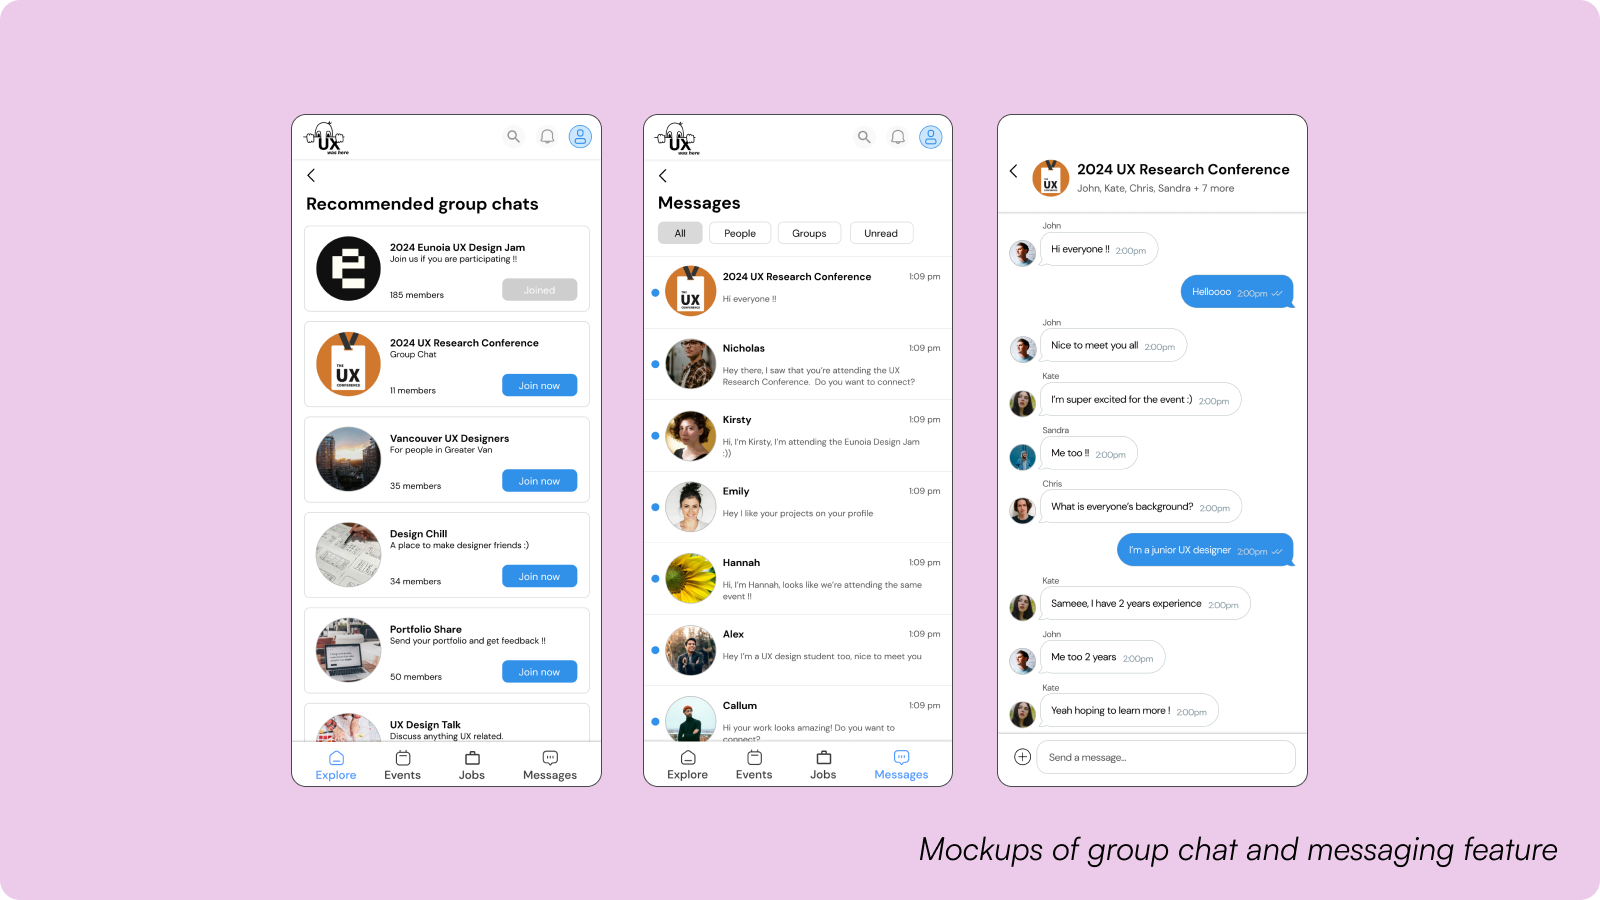 UX
was here
Recommended group chats
2024 Eunoia UX Design Jam
Join us if you are participating !!
185 members
Joined
THE
UX
CONFERENCE
2024 UX Research Conference
Group Chat
11 members
Join now
Vancouver UX Designers
For people in Greater Van
35 members
Join now
Design Chill
A place to make designer friends :)
34 members
Join now
Portfolio Share
Send your portfolio and get feedback !!
50 members
Join now
UX Design Talk
Discuss anything UX related.
Explore
Events
Jobs
Messages
UX
was here
Messages
All
People
Groups
Unread
THE
UX
CONFERENCE
2024 UX Research Conference
1:09 pm
Hi everyone !!
Nicholas
1:09 pm
Hey there, I saw that you're attending the UX
Research Conference.  Do you want to connect?
Kirsty
1:09 pm
Hi, I'm Kirsty, I'm attending the Eunoia Design Jam
:))
Emily
1:09 pm
Hey I like your projects on your profile
Hannah
1:09 pm
Hi, I'm Hannah, looks like we're attending the same
event !!
Alex
1:09 pm
Hey I'm a UX design student too, nice to meet you
Callum
1:09 pm
Hi your work looks amazing! Do you want to
connect?
Explore
Events
Jobs
Messages
THE
UX
CONFERENCE
2024 UX Research Conference
John, Kate, Chris, Sandra + 7 more
John
Hi everyone !! 2:00pm
Helloooo 2:00pm
John
Nice to meet you all 2:00pm
Kate
I'm super excited for the event :) 2:00pm
Sandra
Me too !! 2:00pm
Chris
What is everyone's background? 2:00pm
I'm a junior UX designer 2:00pm
Kate
Sameee, I have 2 years experience 2:00pm
John
Me too 2 years 2:00pm
Kate
Yeah hoping to learn more ! 2:00pm
Send a message...
Mockups of group chat and messaging feature